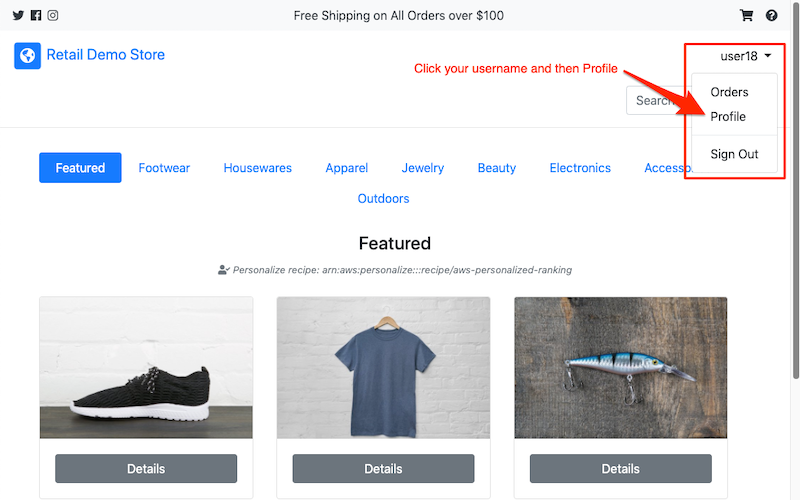 Free Shipping on All Orders over $100
Retail Demo Store
user18
Click your username and then Profile
Orders
Search
Profile
Sign Out
Featured Footwear Housewares Apparel Jewelry Beauty Electronics
Outdoors
Featured
Personalize recipe: arn:aws:personalize:::recipe/aws-personalized-ranking
Details Details Details